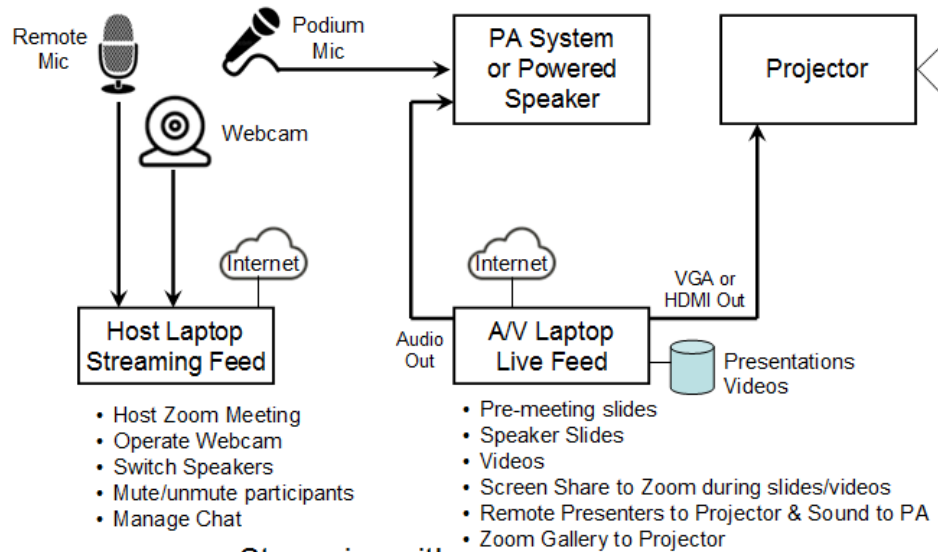 Remote
Mic
Podium
Mic
PA System
or Powered
Speaker
Projector
Webcam
Internet
Internet
VGA or
HDMI Out
Host Laptop
Streaming Feed
Audio
Out
A/V Laptop
Live Feed
Presentations
Videos
• Host Zoom Meeting
• Operate Webcam
• Switch Speakers
• Mute/unmute participants
• Manage Chat
• Pre-meeting slides
• Speaker Slides
• Videos
• Screen Share to Zoom during slides/videos
• Remote Presenters to Projector & Sound to PA
• Zoom Gallery to Projector